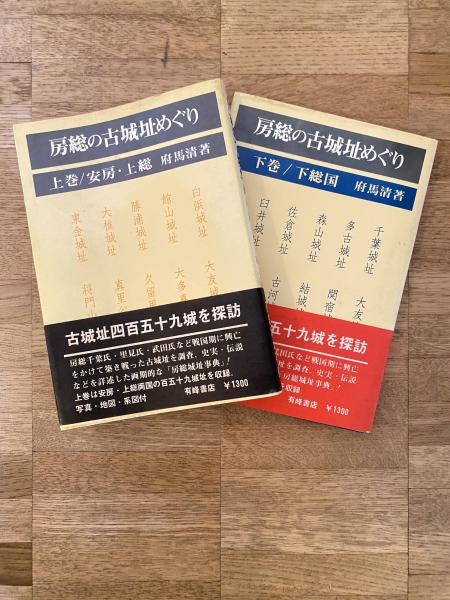 房総の古城址めぐり
上巻/安房・上総 府馬清著
白浜城址
館山城址
勝浦城址
大椎城址
東金城址
大友城
大多喜
久留里
真里谷
将門山
古城址四百五十九城を探訪
房総千葉氏・里見氏・武田氏など戦国期に興亡
をかけて築き戦った古城址を調査、史実・伝説
などを詳述した画期的な「房総城址事典」!
上巻は安房・上総両国の百五十九城址を収録。
写真・地図・系図付 有峰書店 ¥1300
房総の古城址めぐり
下巻/下総国 府馬清著
千葉城址
多古城址
森山城址
佐倉城址
臼井城址
大友
関宿
結城
古河
五十九城を探訪
武田氏など戦国期に興亡
城址を調査、史実・伝説
「房総城址事典」!
を収録
有峰書店 ¥1300